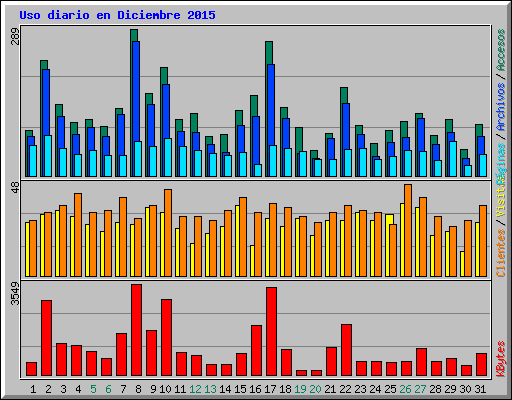 Uso diario en Diciembre 2015
289
48
3549
Accesos / Archivos / Páginas
Visitas / Clientes
KBytes
1 2 3 4 5 6 7 8 9 10 11 12 13 14 15 16 17 18 19 20 21 22 23 24 25 26 27 28 29 30 31